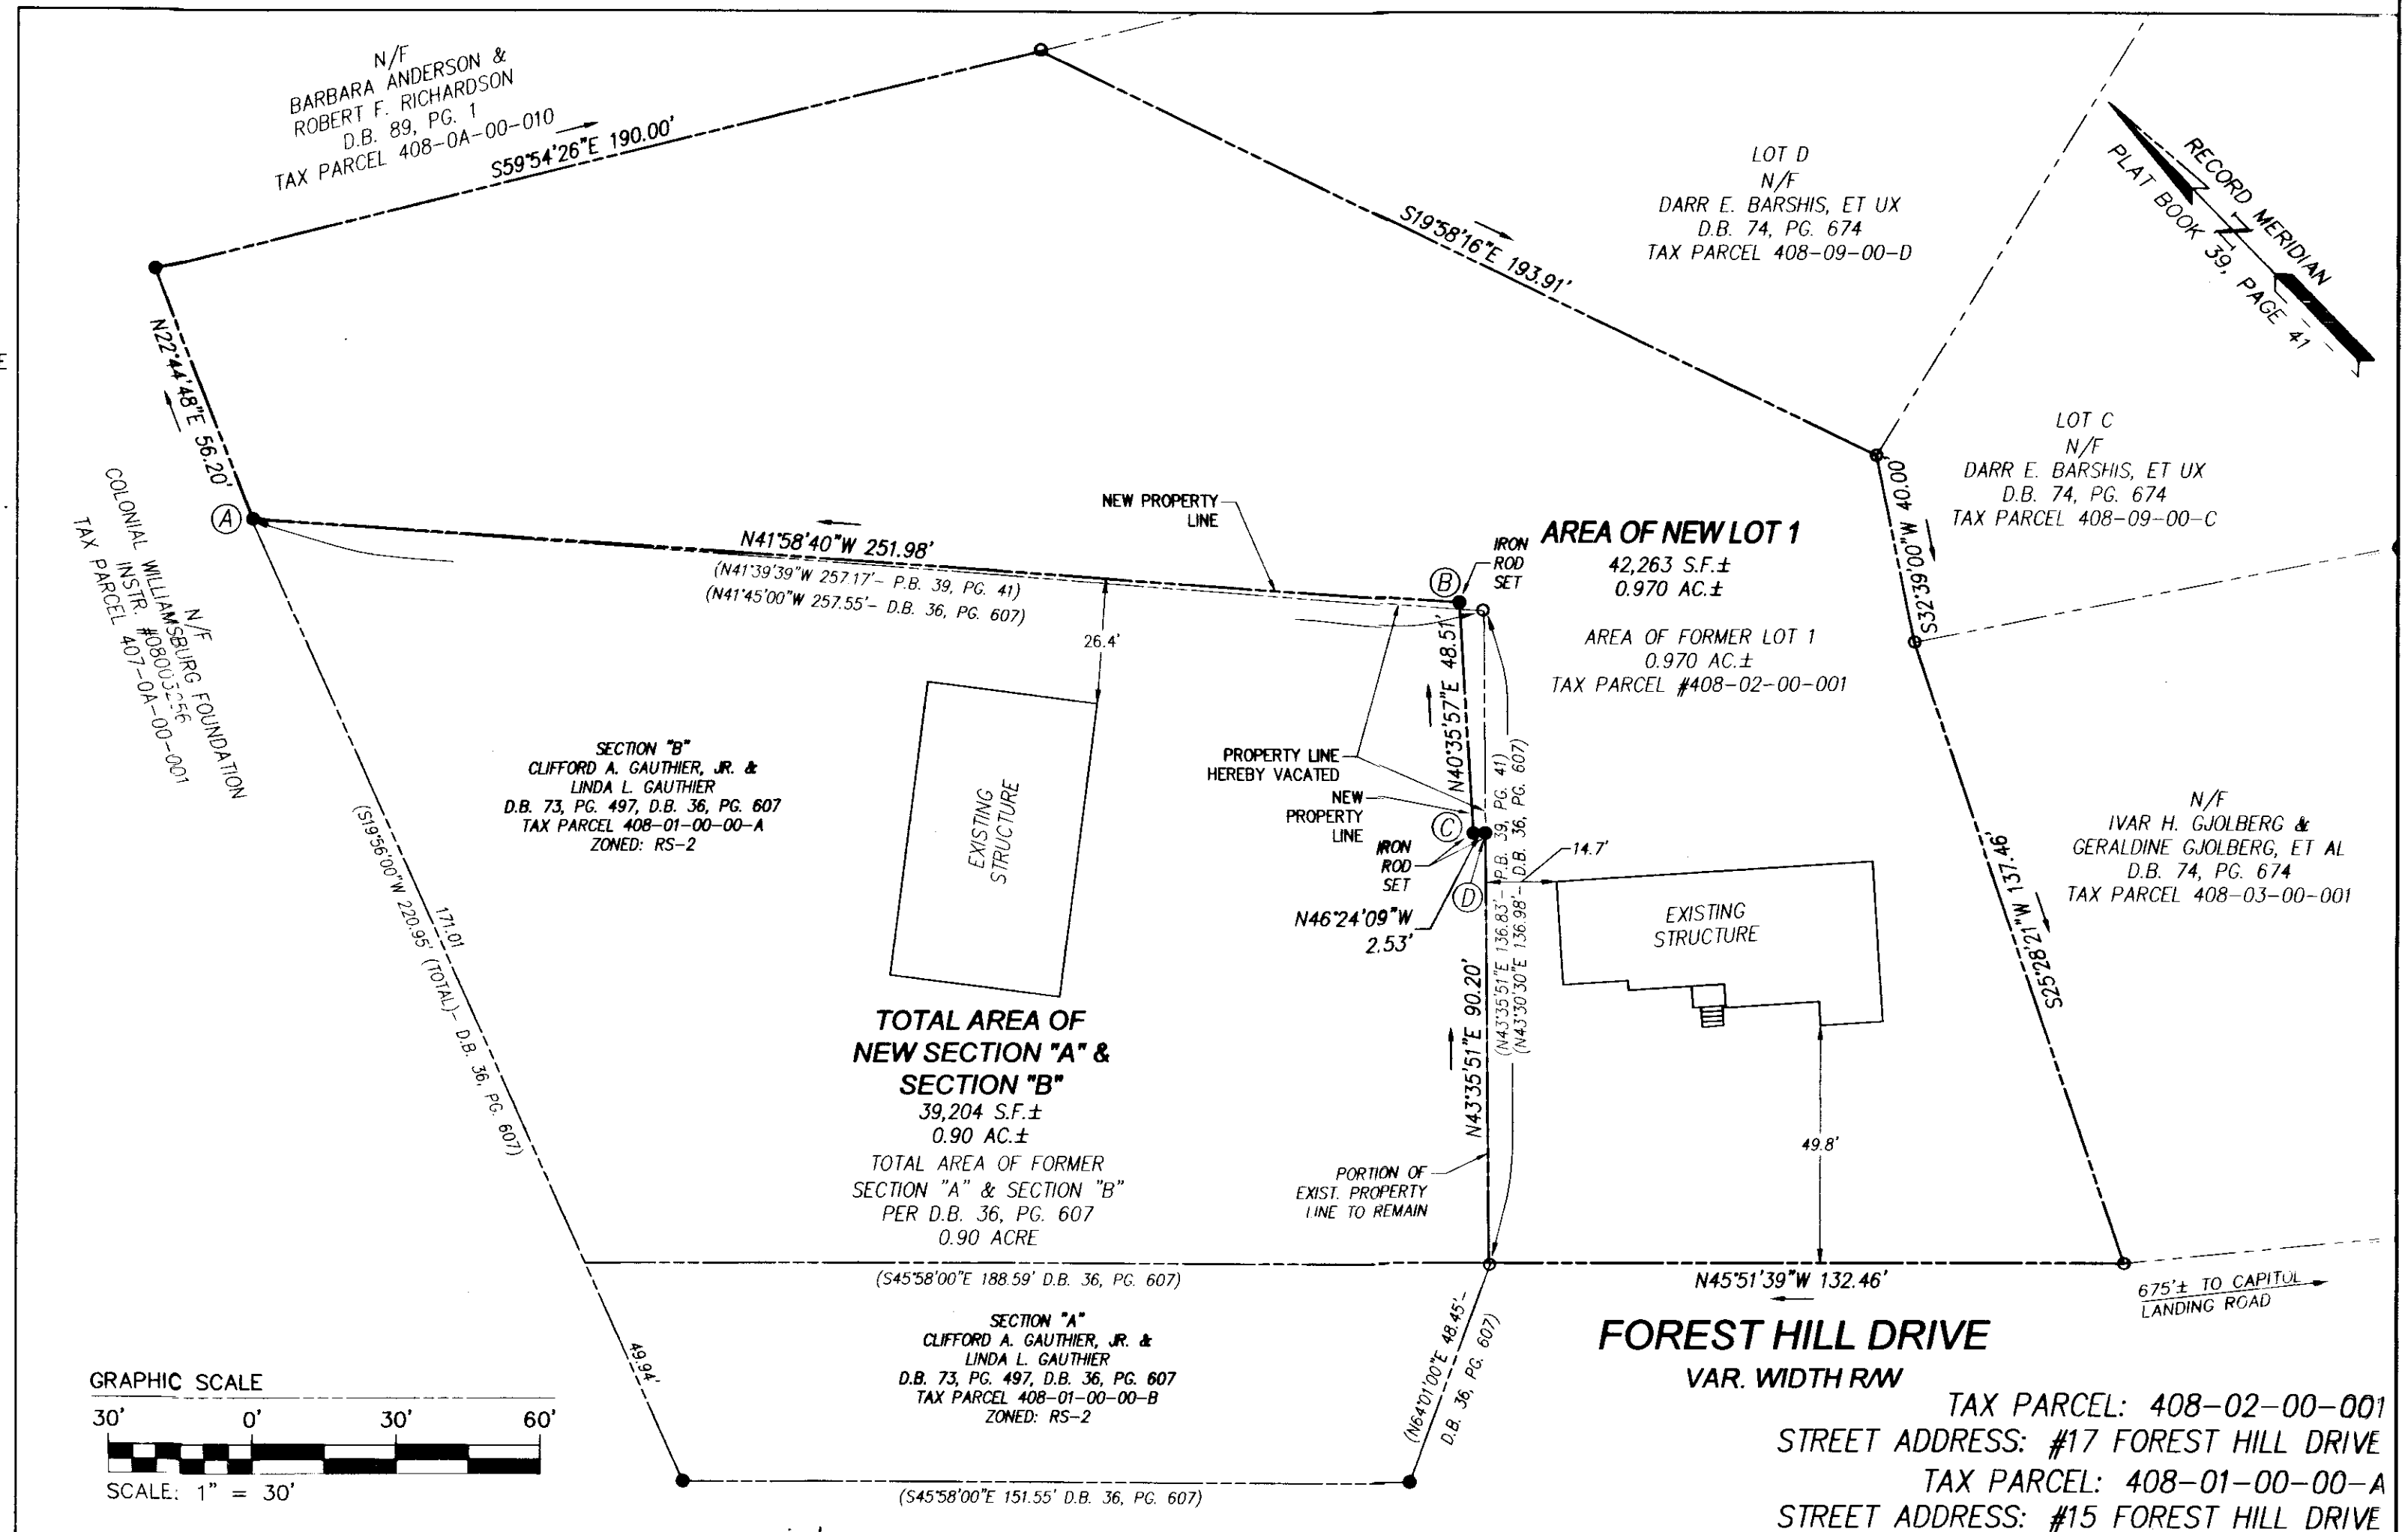 N/F
BARBARA ANDERSON &
ROBERT F. RICHARDSON
D.B. 89, PG. 1
TAX PARCEL 408-0A-00-010
S59°54'26"E 190.00'
S19°58'16"E 193.91'
LOT D
N/F
DARR E. BARSHIS, ET UX
D.B. 74, PG. 674
TAX PARCEL 408-09-00-D
RECORD MERIDIAN
PLAT BOOK 39, PAGE 41
N
N22°44'48"E 56.20'
A
N/F
COLONIAL WILLIAMSBURG FOUNDATION
TAX PARCEL 407-0A-00-001
LOT C
N/F
DARR E. BARSHIS, ET UX
D.B. 74, PG. 674
TAX PARCEL 408-09-00-C
S32°39'00"W 40.00'
NEW PROPERTY
LINE
N41°58'40"W 251.98'
(N41°39'39"W 257.17'- P.B. 39, PG. 41)
(N41°45'00"W 257.55'- D.B. 36, PG. 607)
26.4'
B
IRON
ROD
SET
AREA OF NEW LOT 1
42,263 S.F.±
0.970 AC.±
AREA OF FORMER LOT 1
0.970 AC.±
TAX PARCEL #408-02-00-001
N40°35'57"E 48.51'
PROPERTY LINE
HEREBY VACATED
NEW
PROPERTY
LINE
C
IRON
ROD
SET
D
N46°24'09"W
2.53'
14.7'
(N43°35'51"E 136.83'- P.B. 39, PG. 41)
(N43°30'30"E 136.98'- D.B. 36, PG. 607)
N43°35'51"E 90.20'
SECTION "B"
CLIFFORD A. GAUTHIER, JR. &
LINDA L. GAUTHIER
D.B. 73, PG. 497, D.B. 36, PG. 607
TAX PARCEL 408-01-00-00-A
ZONED: RS-2
EXISTING
STRUCTURE
EXISTING
STRUCTURE
N/F
IVAR H. GJOLBERG &
GERALDINE GJOLBERG, ET AL
D.B. 74, PG. 674
TAX PARCEL 408-03-00-001
S25°28'21"W 137.46'
171.01
(S19°56'00"W 220.95' (TOTAL)- D.B. 36, PG. 607)
TOTAL AREA OF
NEW SECTION "A" &
SECTION "B"
39,204 S.F.±
0.90 AC.±
TOTAL AREA OF FORMER
SECTION "A" & SECTION "B"
PER D.B. 36, PG. 607
0.90 ACRE
PORTION OF
EXIST. PROPERTY
LINE TO REMAIN
49.8'
(S45°58'00"E 188.59' D.B. 36, PG. 607)
N45°51'39"W 132.46'
675'± TO CAPITOL
LANDING ROAD
SECTION "A"
CLIFFORD A. GAUTHIER, JR. &
LINDA L. GAUTHIER
D.B. 73, PG. 497, D.B. 36, PG. 607
TAX PARCEL 408-01-00-00-B
ZONED: RS-2
49.94'
(N64°01'00"E 48.45'-
D.B. 36, PG. 607)
(S45°58'00"E 151.55' D.B. 36, PG. 607)
FOREST HILL DRIVE
VAR. WIDTH R/W
GRAPHIC SCALE
30' 0' 30' 60'
SCALE: 1" = 30'
TAX PARCEL: 408-02-00-001
STREET ADDRESS: #17 FOREST HILL DRIVE
TAX PARCEL: 408-01-00-00-A
STREET ADDRESS: #15 FOREST HILL DRIVE